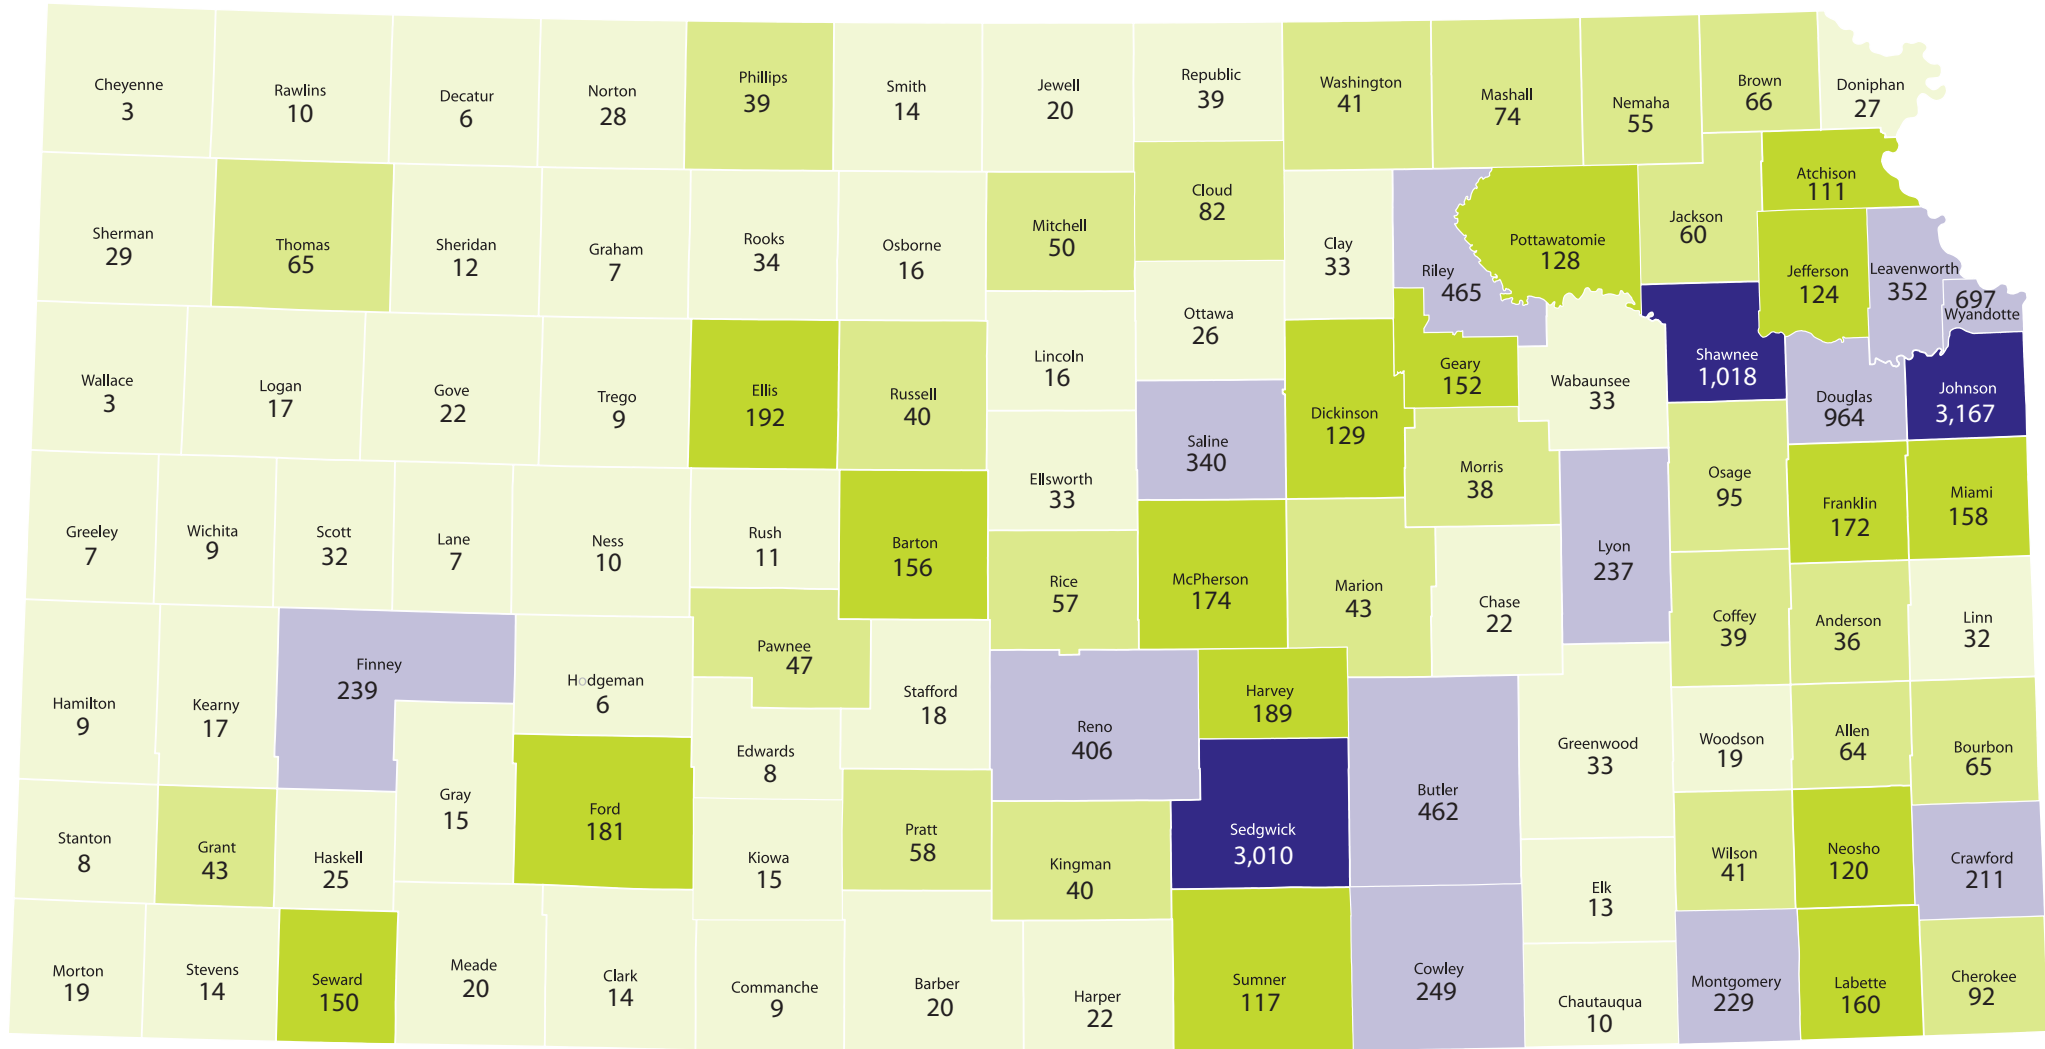 Cheyenne
3
Rawlins
10
Decatur
6
Norton
28
Phillips
39
Smith
14
Jewell
20
Republic
39
Washington
41
Mashall
74
Nemaha
55
Brown
66
Doniphan
27
Atchison
111
Sherman
29
Thomas
65
Sheridan
12
Graham
7
Rooks
34
Osborne
16
Mitchell
50
Cloud
82
Clay
33
Riley
465
Pottawatomie
128
Jackson
60
Jefferson
124
Leavenworth
352
697
Wyandotte
Ottawa
26
Wallace
3
Logan
17
Gove
22
Trego
9
Ellis
192
Russell
40
Lincoln
16
Saline
340
Dickinson
129
Geary
152
Wabaunsee
33
Shawnee
1,018
Douglas
964
Johnson
3,167
Ellsworth
33
Morris
38
Osage
95
Franklin
172
Miami
158
Greeley
7
Wichita
9
Scott
32
Lane
7
Ness
10
Rush
11
Barton
156
Rice
57
McPherson
174
Marion
43
Chase
22
Lyon
237
Coffey
39
Anderson
36
Linn
32
Hamilton
9
Kearny
17
Finney
239
Hodgeman
6
Pawnee
47
Stafford
18
Edwards
8
Reno
406
Harvey
189
Butler
462
Greenwood
33
Woodson
19
Allen
64
Bourbon
65
Stanton
8
Grant
43
Haskell
25
Gray
15
Ford
181
Kiowa
15
Pratt
58
Kingman
40
Sedgwick
3,010
Elk
13
Wilson
41
Neosho
120
Crawford
211
Morton
19
Stevens
14
Seward
150
Meade
20
Clark
14
Commanche
9
Barber
20
Harper
22
Sumner
117
Cowley
249
Chautauqua
10
Montgomery
229
Labette
160
Cherokee
92